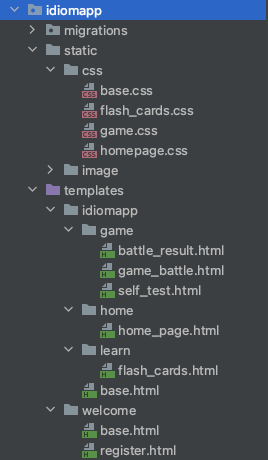 idiomapp
migrations
static
css
base.css
flash_cards.css
game.css
homepage.css
image
templates
idiomapp
game
battle_result.html
game_battle.html
self_test.html
home
home_page.html
learn
flash_cards.html
base.html
welcome
base.html
register.html